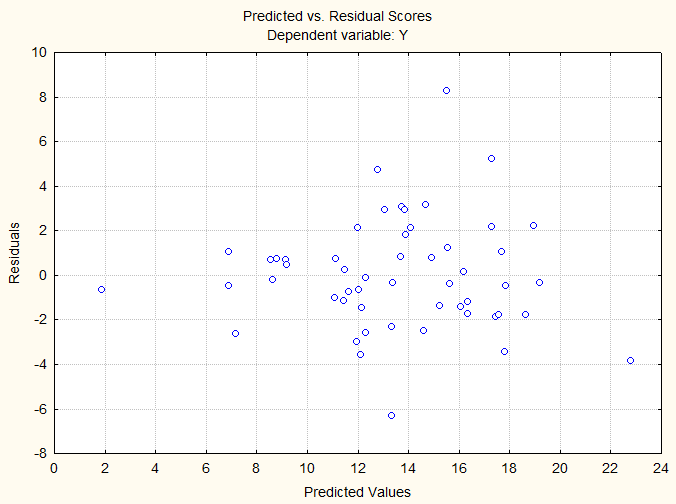 Predicted vs. Residual Scores
Dependent variable: Y
10
8
6
4
2
0
-2
-4
-6
-8
Residuals
0 2 4 6 8 10 12 14 16 18 20 22 24
Predicted Values